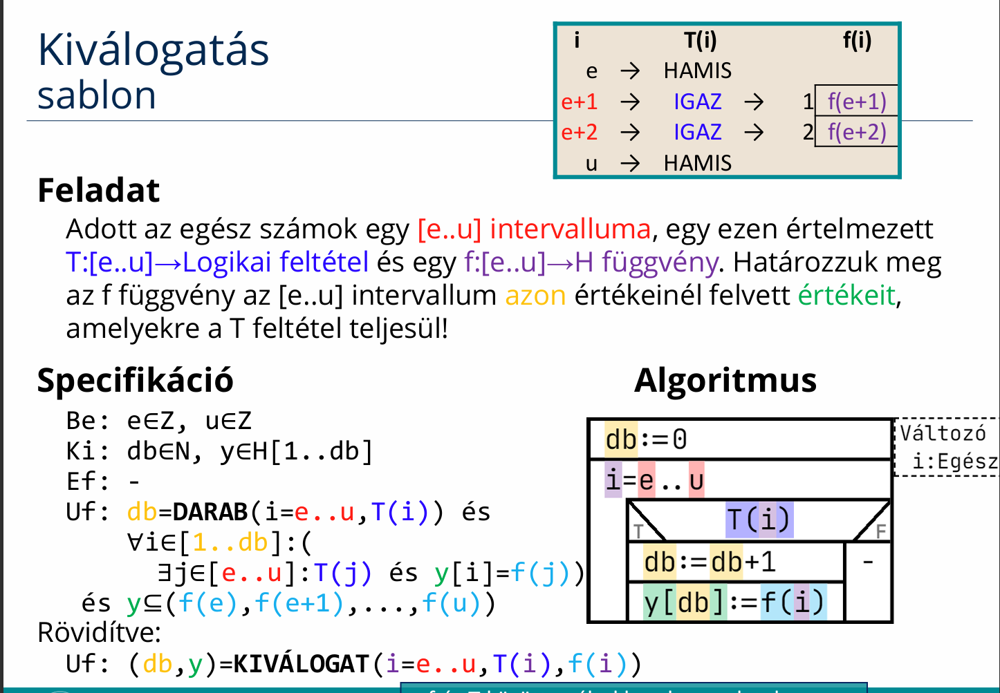 Kiválogatás
sablon
i T(i) f(i)
e → HAMIS
e+1 → IGAZ → 1 f(e+1)
e+2 → IGAZ → 2 f(e+2)
u → HAMIS
Feladat
Adott az egész számok egy [e..u] intervalluma, egy ezen értelmezett
T:[e..u]→Logikai feltétel és egy f:[e..u]→H függvény. Határozzuk meg
az f függvény az [e..u] intervallum azon értékeinél felvett értékeit,
amelyekre a T feltétel teljesül!
Specifikáció
Be: e∈Z, u∈Z
Ki: db∈N, y∈H[1..db]
Ef: -
Uf: db=DARAB(i=e..u,T(i)) és
∀i∈[1..db]:(
∃j∈[e..u]:T(j) és y[i]=f(j))
és y⊆(f(e),f(e+1),...,f(u))
Rövidítve:
Uf: (db,y)=KIVÁLOGAT(i=e..u,T(i),f(i))
Algoritmus
db:=0
i=e..u
T T(i) F
db:=db+1 -
y[db]:=f(i)
Változó
i:Egész